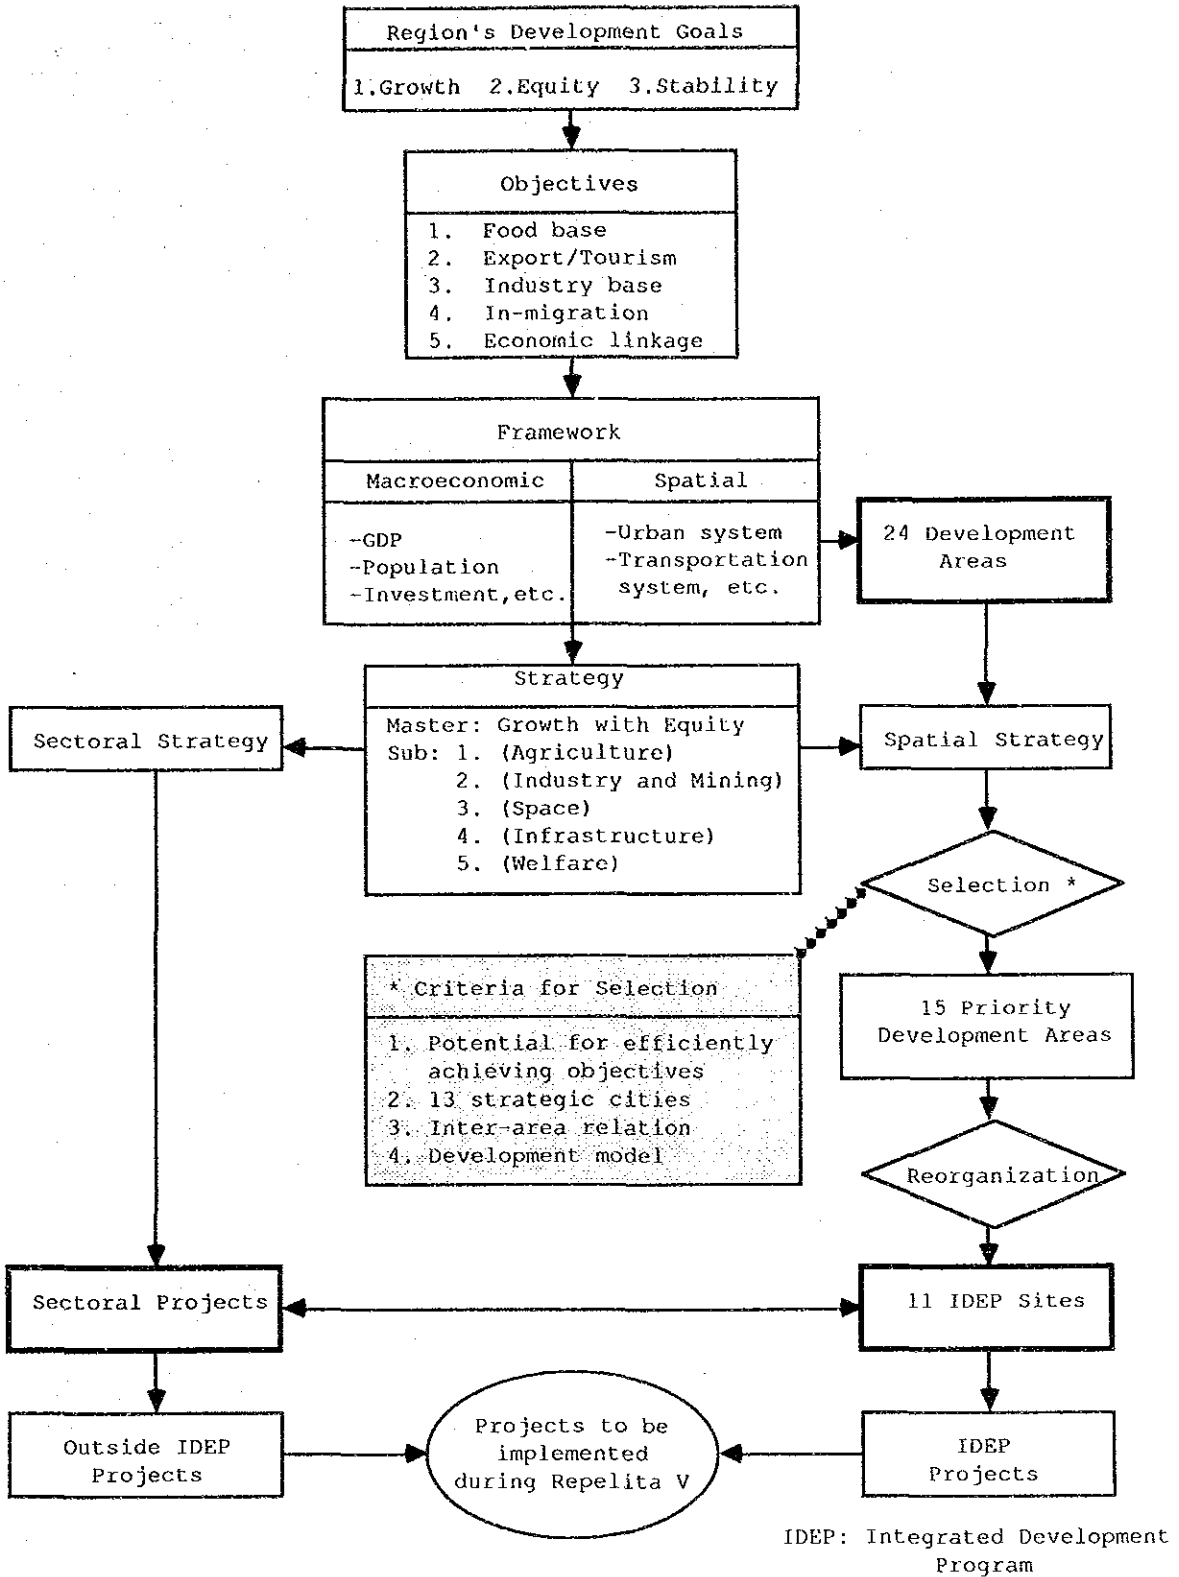 Region's Development Goals
1.Growth 2.Equity 3.Stability
Objectives
1. Food base
2. Export/Tourism
3. Industry base
4. In-migration
5. Economic linkage
Framework
Macroeconomic
-GDP
-Population
-Investment,etc.
Spatial
-Urban system
-Transportation
system, etc.
24 Development
Areas
Strategy
Master: Growth with Equity
Sub: 1. (Agriculture)
2. (Industry and Mining)
3. (Space)
4. (Infrastructure)
5. (Welfare)
Sectoral Strategy
Spatial Strategy
Selection *
* Criteria for Selection
1. Potential for efficiently
achieving objectives
2. 13 strategic cities
3. Inter-area relation
4. Development model
15 Priority
Development Areas
Reorganization
Sectoral Projects
11 IDEP Sites
Outside IDEP
Projects
Projects to be
implemented
during Repelita V
IDEP
Projects
IDEP: Integrated Development
Program